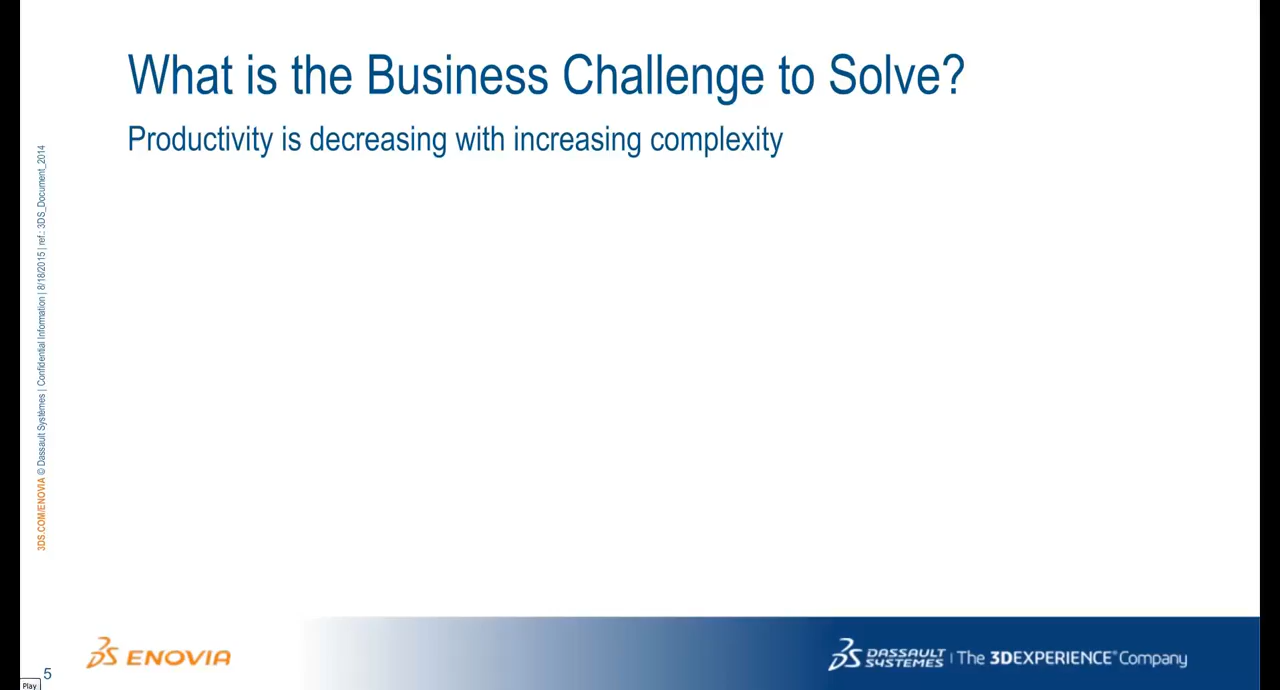 What is the Business Challenge to Solve?
Productivity is decreasing with increasing complexity
3DS.COM/ENOVIA © Dassault Systèmes | Confidential Information | 8/18/2015 | ref.: 3DS_Document_2014
ENOVIA
DASSAULT SYSTEMES | The 3DEXPERIENCE® Company
5
Play